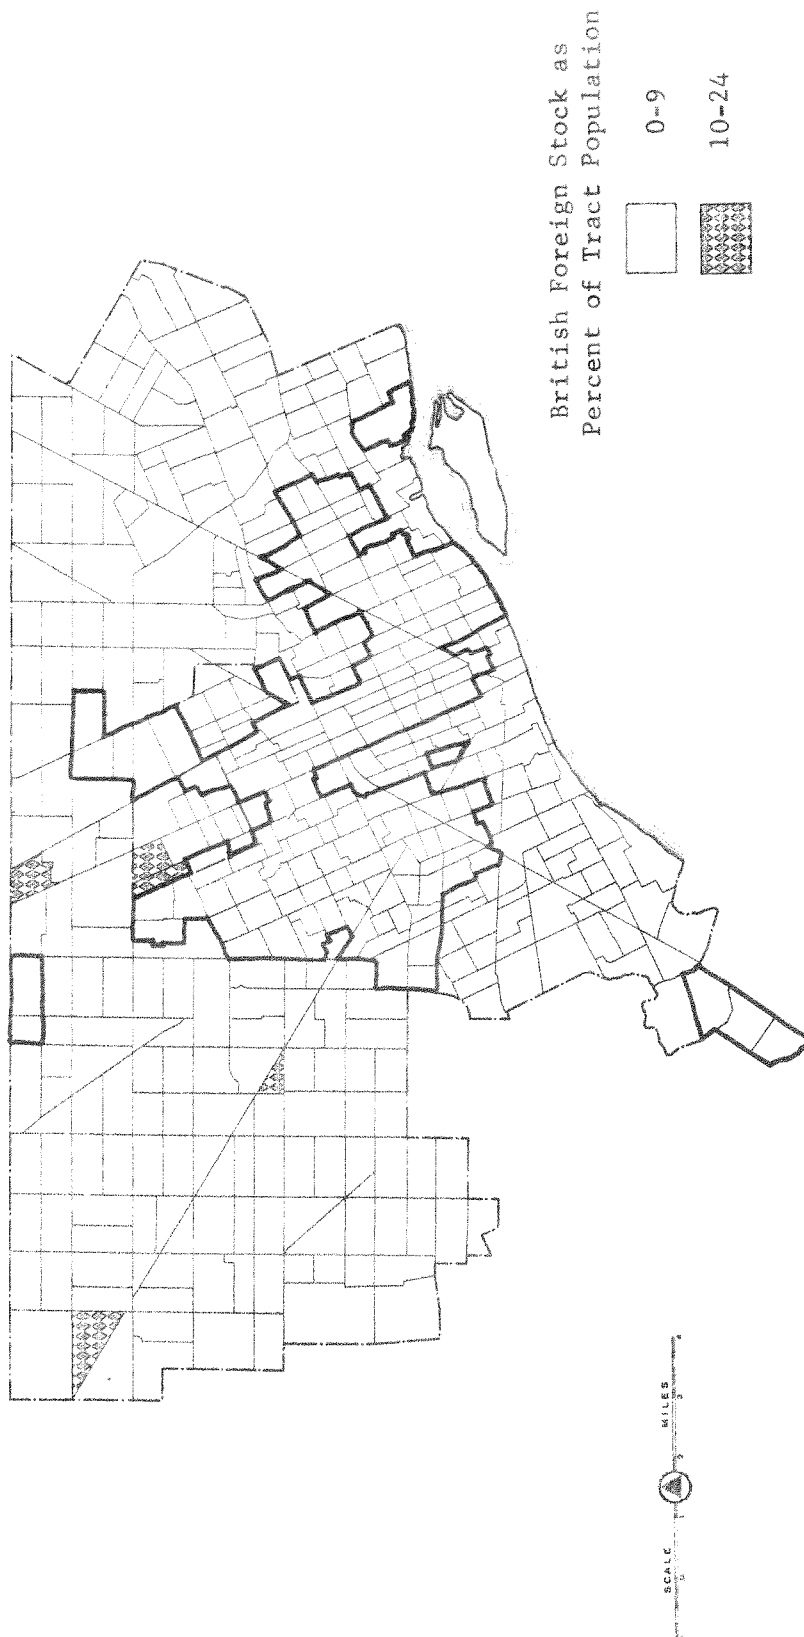 British Foreign Stock as
Percent of Tract Population
0-9
10-24
SCALE
MILES